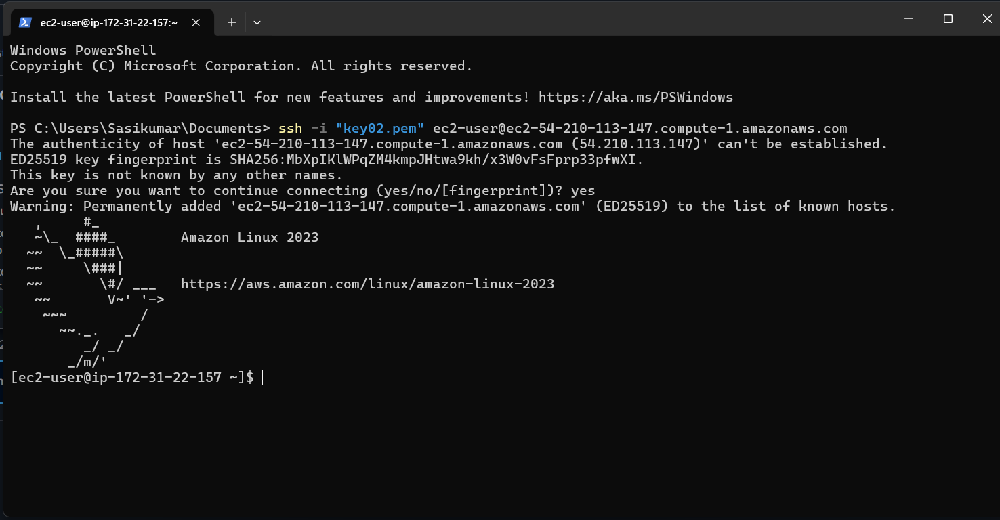 ec2-user@ip-172-31-22-157:~
Windows PowerShell
Copyright (C) Microsoft Corporation. All rights reserved.
Install the latest PowerShell for new features and improvements! https://aka.ms/PSWindows
PS C:\Users\Sasikumar\Documents> ssh -i "key02.pem" ec2-user@ec2-54-210-113-147.compute-1.amazonaws.com
The authenticity of host 'ec2-54-210-113-147.compute-1.amazonaws.com (54.210.113.147)' can't be established.
ED25519 key fingerprint is SHA256:MbXpIKlWPqZM4kmpJHtwa9kh/x3W0vFsFprp33pfwXI.
This key is not known by any other names.
Are you sure you want to continue connecting (yes/no/[fingerprint])? yes
Warning: Permanently added 'ec2-54-210-113-147.compute-1.amazonaws.com' (ED25519) to the list of known hosts.
   ,     #_
   ~\_  ####_        Amazon Linux 2023
  ~~  \_#####\
  ~~     \###|
  ~~       \#/ ___   https://aws.amazon.com/linux/amazon-linux-2023
   ~~       V~' '->
    ~~~         /
      ~~._.   _/
         _/ _/
       _/m/'
[ec2-user@ip-172-31-22-157 ~]$